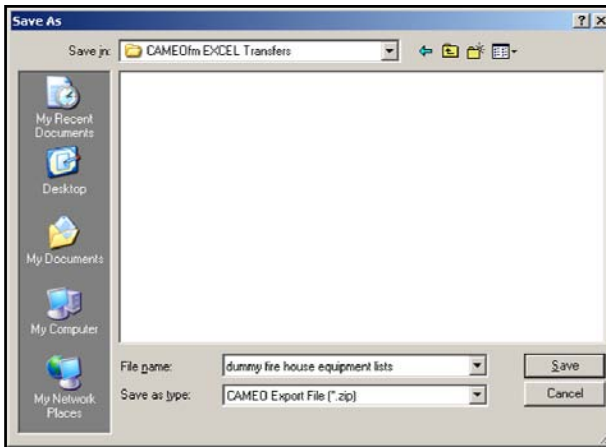 Save As
Save in: CAMEOfm EXCEL Transfers
My Recent
Documents
Desktop
My Documents
My Computer
My Network
Places
File name: dummy fire house equipment lists Save
Save as type: CAMEO Export File (*.zip) Cancel